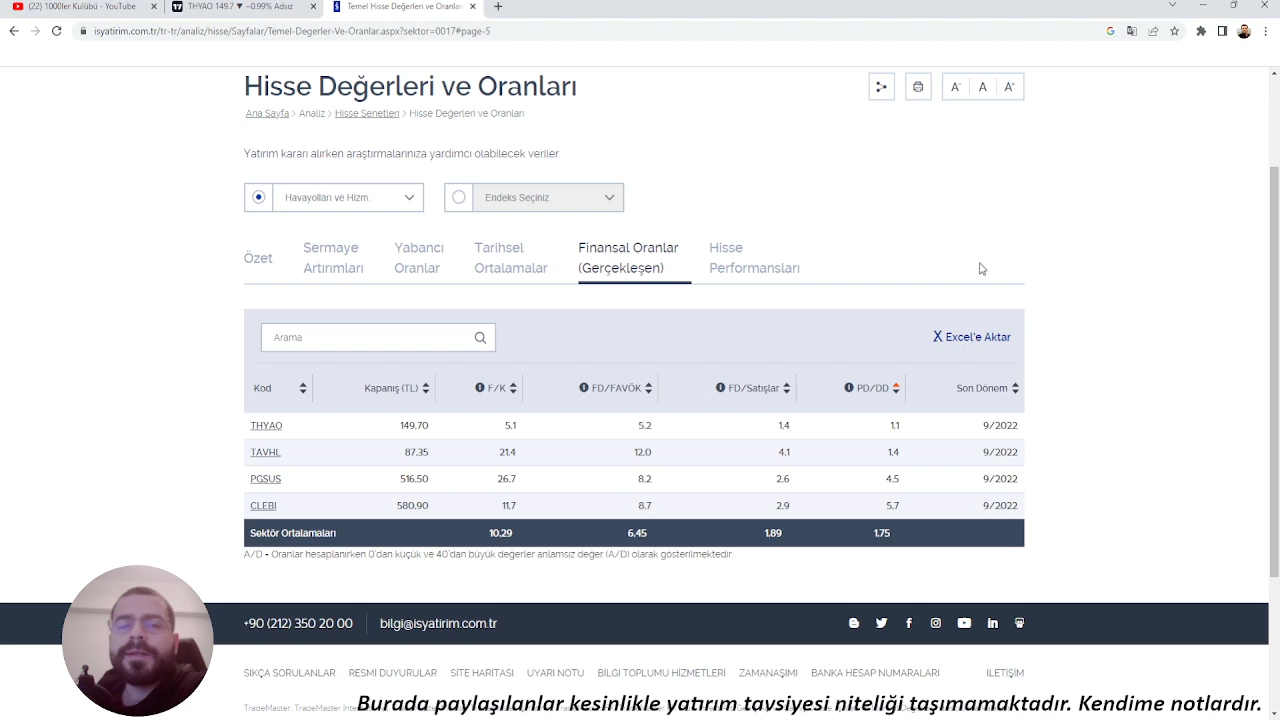 (22) 1000ler Kulübü - YouTube
THYAO 149.7 ▼ −0.99% Adsız
Temel Hisse Değerleri ve Oranları
isyatirim.com.tr/tr-tr/analiz/hisse/Sayfalar/Temel-Degerler-Ve-Oranlar.aspx?sektor=0017#page-5
Hisse Değerleri ve Oranları
A- A A+
Ana Sayfa > Analiz > Hisse Senetleri > Hisse Değerleri ve Oranları
Yatırım kararı alırken araştırmalarınıza yardımcı olabilecek veriler.
Havayolları ve Hizm.
Endeks Seçiniz
Özet
Sermaye Artırımları
Yabancı Oranlar
Tarihsel Ortalamalar
Finansal Oranlar (Gerçekleşen)
Hisse Performansları
Arama
X Excel'e Aktar
Kod Kapanış (TL) F/K FD/FAVÖK FD/Satışlar PD/DD Son Dönem
THYAO 149.70 5.1 5.2 1.4 1.1 9/2022
TAVHL 87.35 21.4 12.0 4.1 1.4 9/2022
PGSUS 516.50 26.7 8.2 2.6 4.5 9/2022
CLEBI 580.90 11.7 8.7 2.9 5.7 9/2022
Sektör Ortalamaları 10,29 6,45 1,89 1,75
A/D - Oranlar hesaplanırken 0'dan küçük ve 40'dan büyük değerler anlamsız değer (A/D) olarak gösterilmektedir.
+90 (212) 350 20 00
bilgi@isyatirim.com.tr
SIKÇA SORULANLAR RESMİ DUYURULAR SİTE HARİTASI UYARI NOTU BİLGİ TOPLUMU HİZMETLERİ ZAMANAŞIMI BANKA HESAP NUMARALARI İLETİŞİM
Burada paylaşılanlar kesinlikle yatırım tavsiyesi niteliği taşımamaktadır. Kendime notlardır.
TradeMaster, TradeMaster